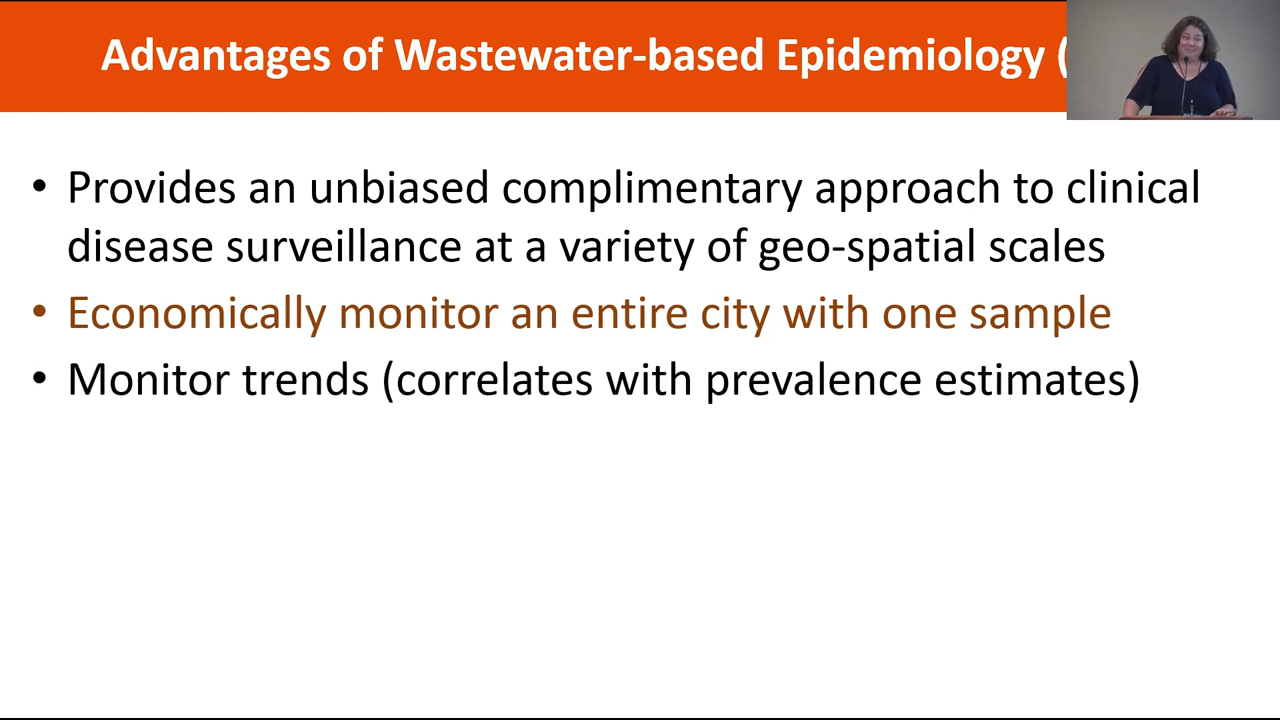 Advantages of Wastewater-based Epidemiology (
• Provides an unbiased complimentary approach to clinical
disease surveillance at a variety of geo-spatial scales
• Economically monitor an entire city with one sample
• Monitor trends (correlates with prevalence estimates)